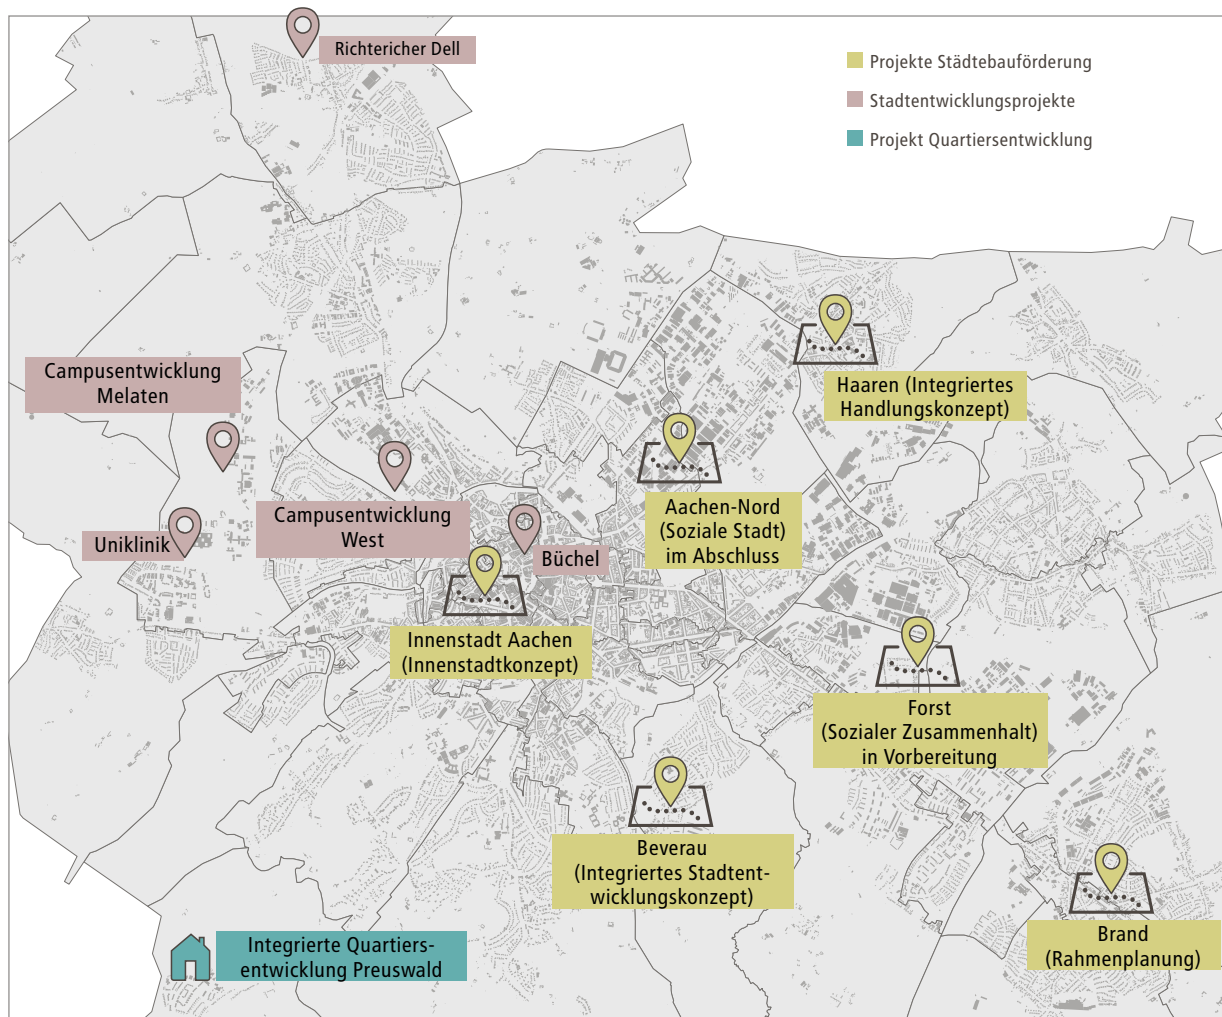 Richtericher Dell
Projekte Städtebauförderung
Stadtentwicklungsprojekte
Projekt Quartiersentwicklung
Campusentwicklung
Melaten
Haaren (Integriertes
Handlungskonzept)
Aachen-Nord
(Soziale Stadt)
im Abschluss
Campusentwicklung
West
Uniklinik
Büchel
Innenstadt Aachen
(Innenstadtkonzept)
Forst
(Sozialer Zusammenhalt)
in Vorbereitung
Beverau
(Integriertes Stadtent-
wicklungskonzept)
Brand
(Rahmenplanung)
Integrierte Quartiers-
entwicklung Preuswald